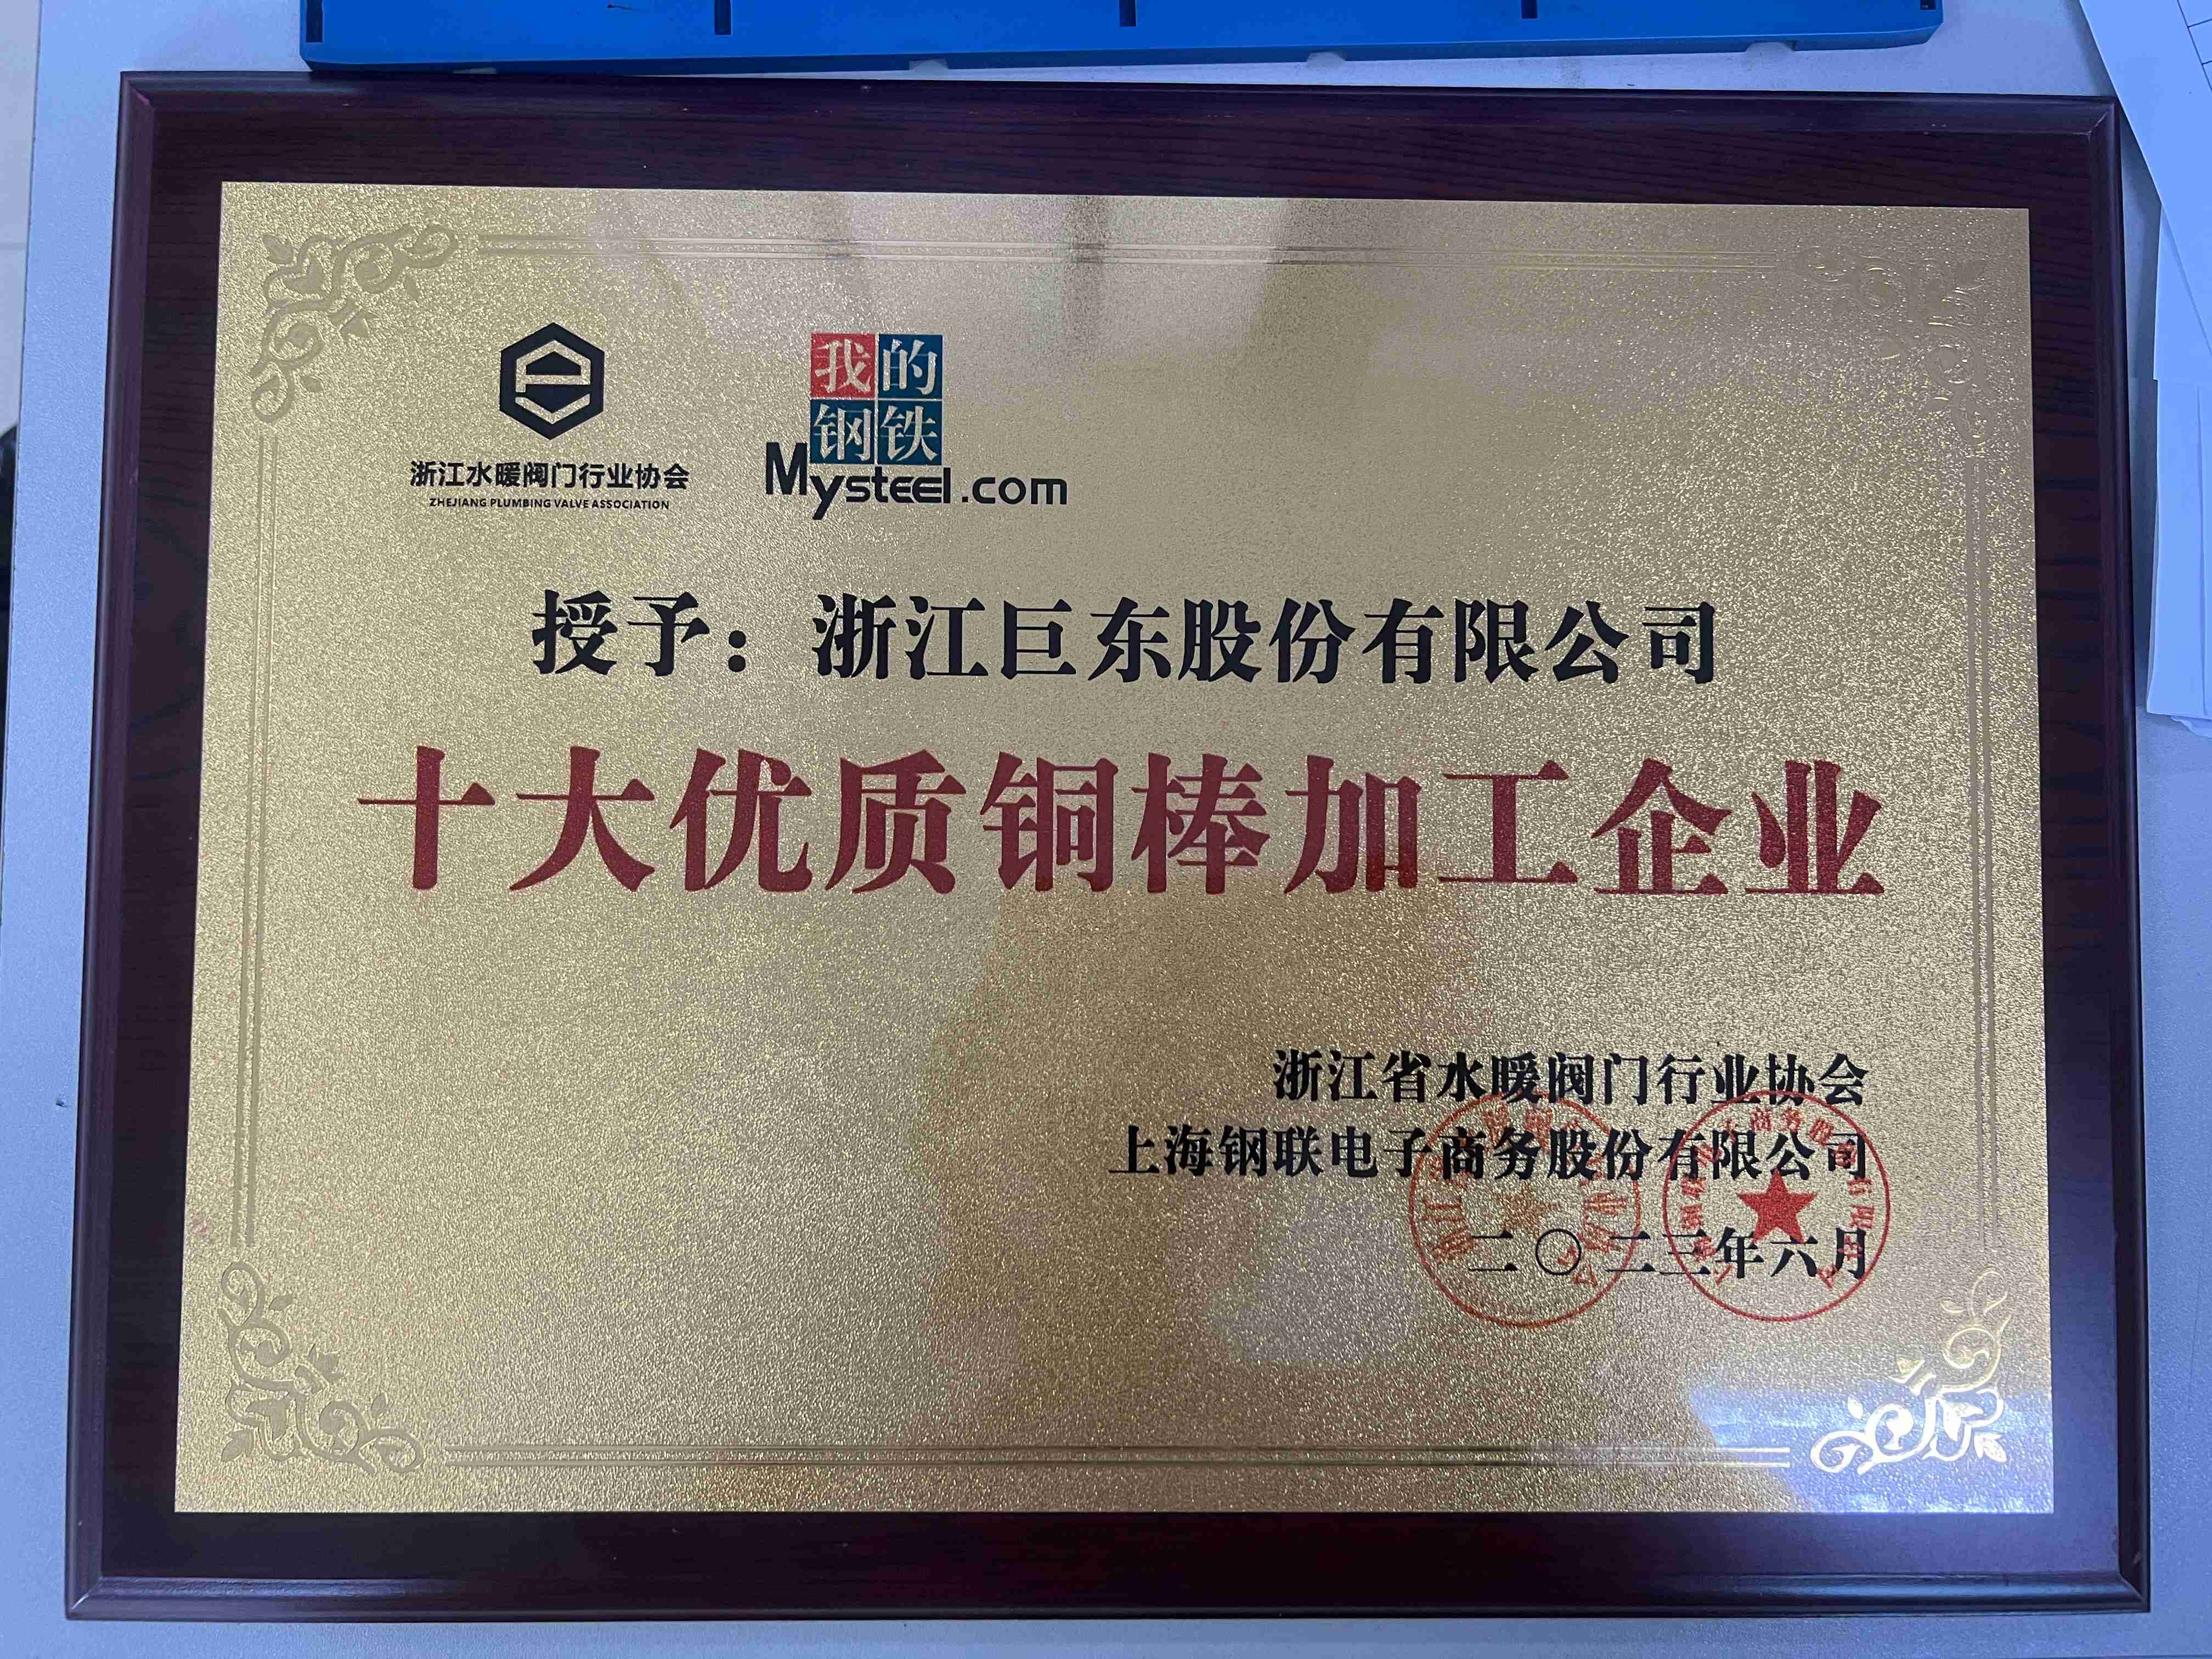 浙江水暖阀门行业协会
ZHEJIANG PLUMBING VALVE ASSOCIATION
我的
钢铁
Mysteel.com
授予：浙江巨东股份有限公司
十大优质铜棒加工企业
浙江省水暖阀门行业协会
上海钢联电子商务股份有限公司
二〇二三年六月